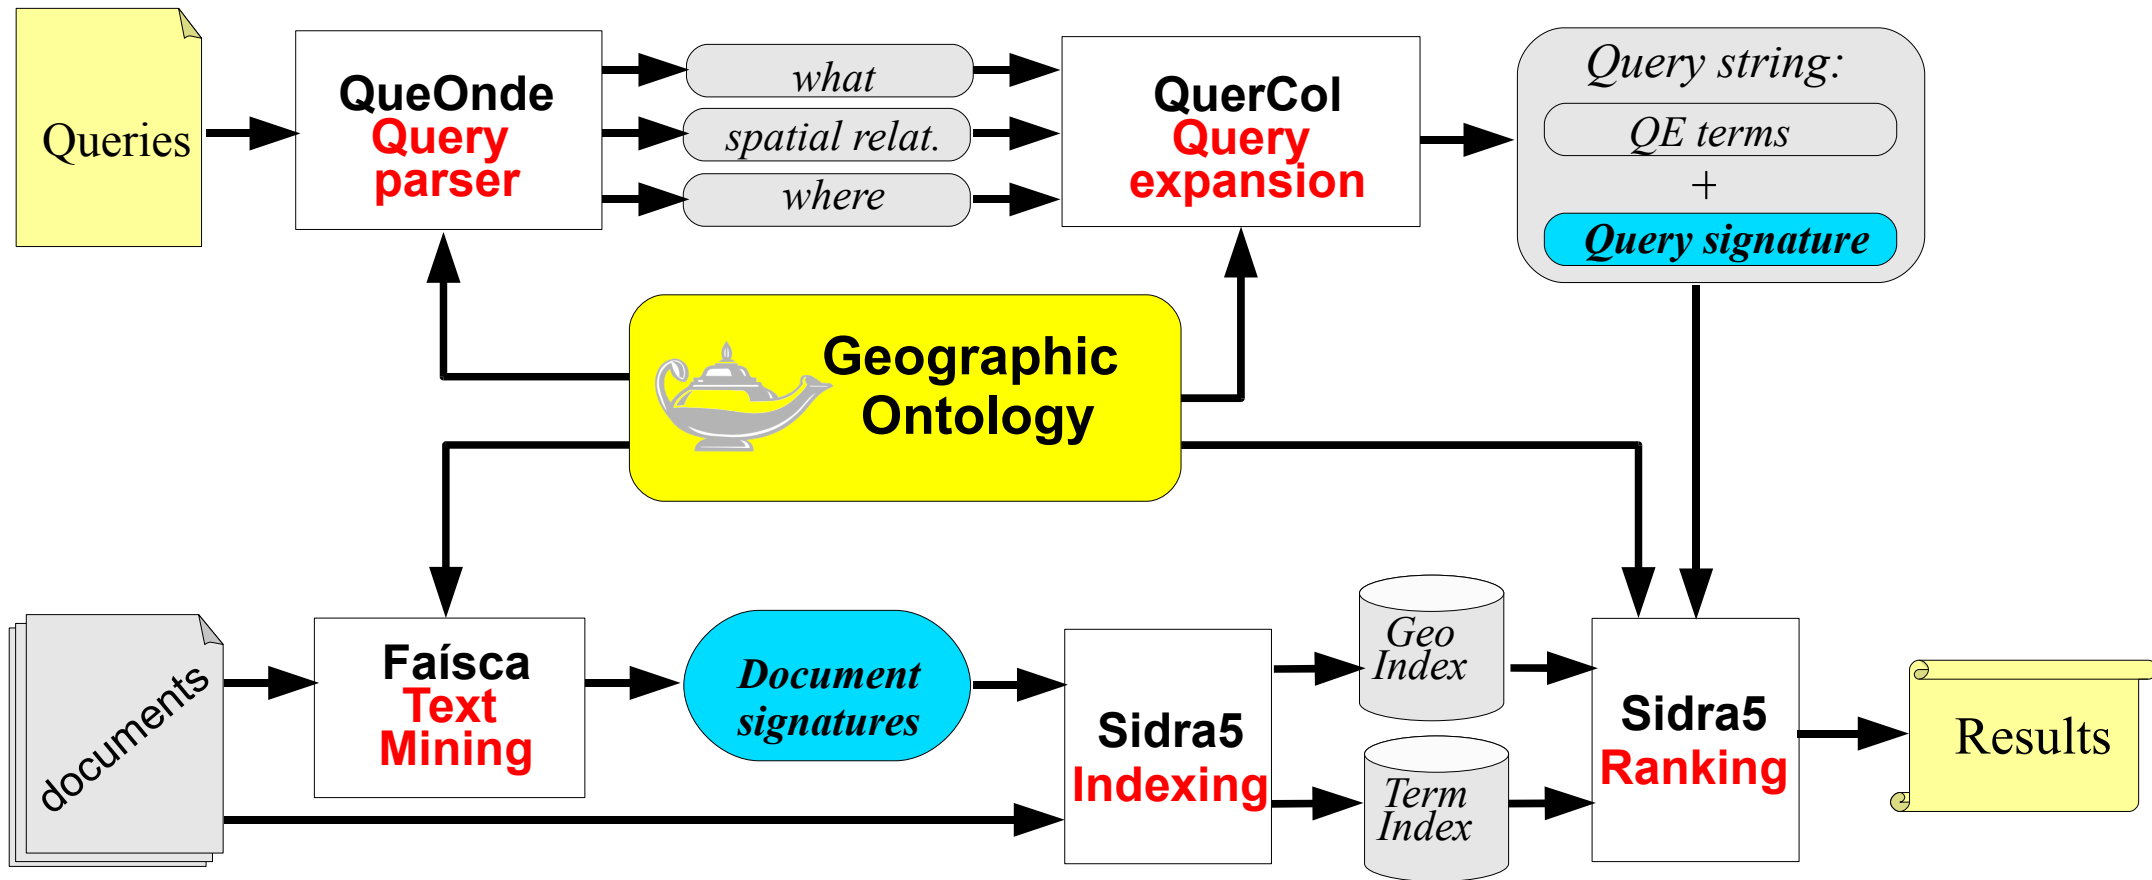 Queries
QueOnde
Query
parser
what
spatial relat.
where
QuerCol
Query
expansion
Query string:
QE terms
+
Query signature
Geographic
Ontology
documents
Faísca
Text
Mining
Document
signatures
Sidra5
Indexing
Geo
Index
Term
Index
Sidra5
Ranking
Results